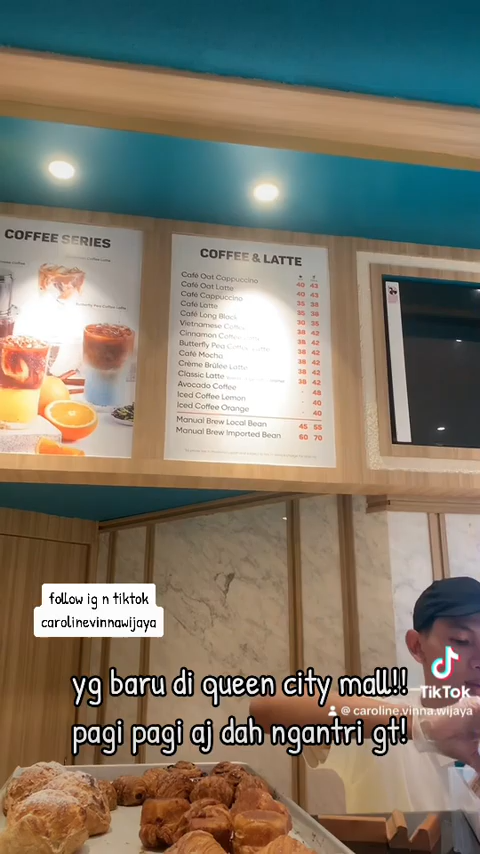 COFFEE SERIES
COFFEE & LATTE
Café Oat Cappuccino 40 43
Café Oat Latte 40 43
Café Cappuccino 35 38
Café Latte 35 38
Café Long Black 30 35
Vietnamese Coffee 38 42
Cinnamon Coffee Latte 38 42
Butterfly Pea Coffee Latte 38 42
Café Mocha 38 42
Crème Brûlée Latte 38 42
Classic Latte 38 42
Avocado Coffee - 48
Iced Coffee Lemon - 40
Iced Coffee Orange - 40
Manual Brew Local Bean 45 55
Manual Brew Imported Bean 60 70
follow ig n tiktok
carolinevinnawijaya
yg baru di queen city mall!!
pagi pagi aj dah ngantri gt!
TikTok
@ caroline.vinna.wijaya